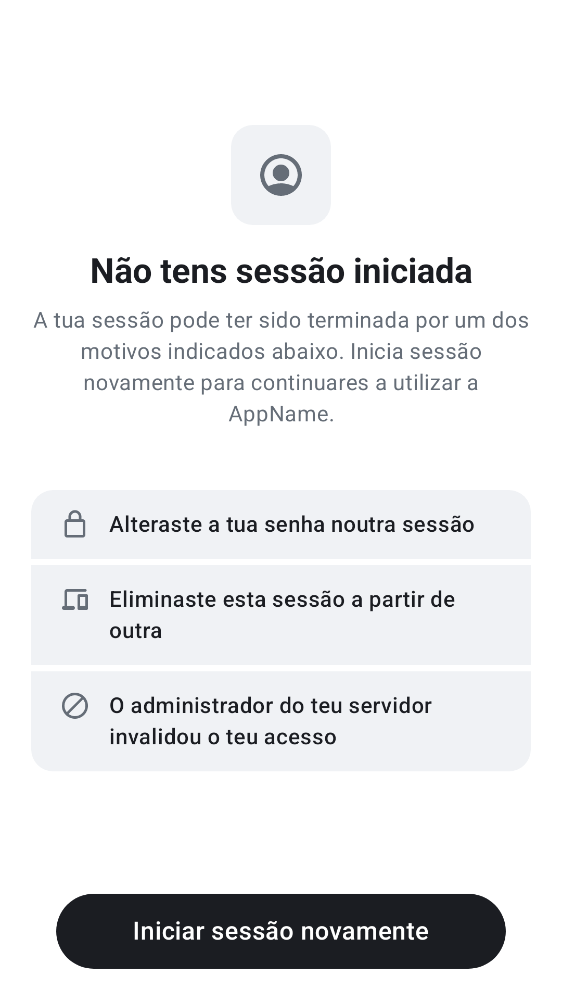 Não tens sessão iniciada
A tua sessão pode ter sido terminada por um dos
motivos indicados abaixo. Inicia sessão
novamente para continuares a utilizar a
AppName.
Alteraste a tua senha noutra sessão
Eliminaste esta sessão a partir de
outra
O administrador do teu servidor
invalidou o teu acesso
Iniciar sessão novamente